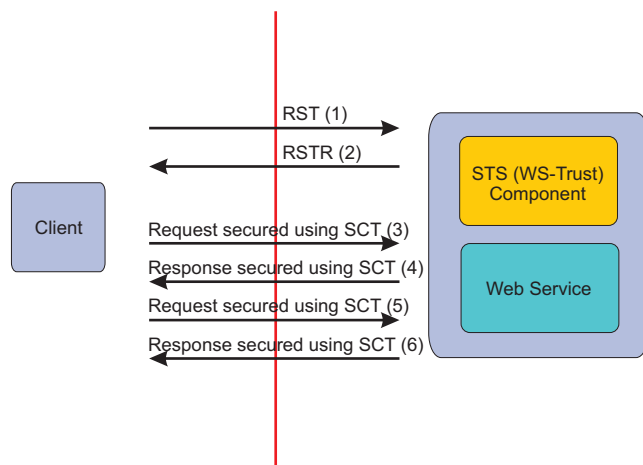 RST (1)
RSTR (2)
STS (WS-Trust)
Component
Client
Request secured using SCT (3)
Response secured using SCT (4)
Web Service
Request secured using SCT (5)
Response secured using SCT (6)